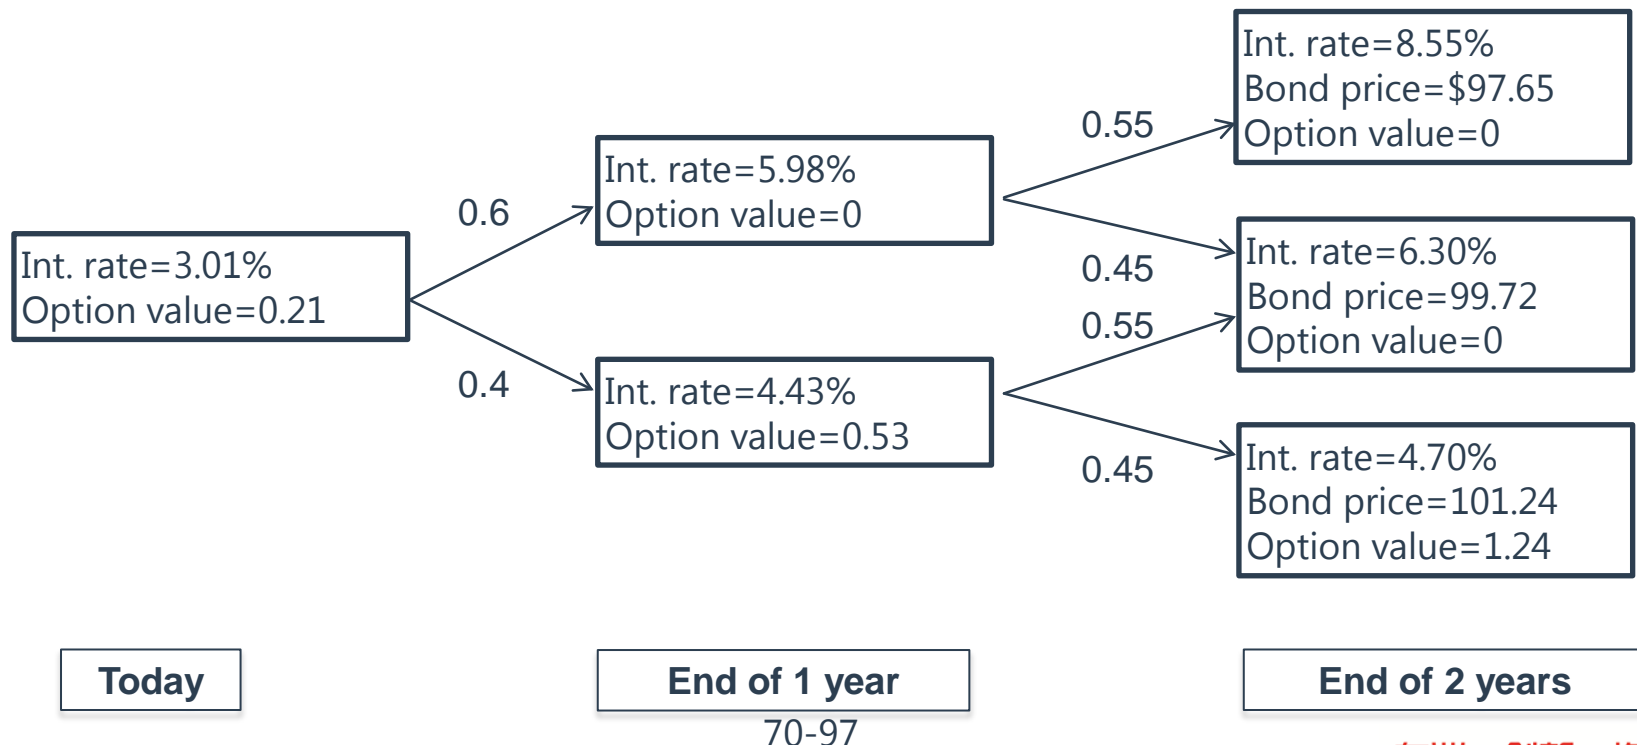 Int. rate=8.55%
Bond price=$97.65
Option value=0
0.55
Int. rate=5.98%
Option value=0
0.6
0.45
Int. rate=6.30%
Bond price=99.72
Option value=0
Int. rate=3.01%
Option value=0.21
0.55
0.4
Int. rate=4.43%
Option value=0.53
0.45
Int. rate=4.70%
Bond price=101.24
Option value=1.24
Today
End of 1 year
End of 2 years
70-97